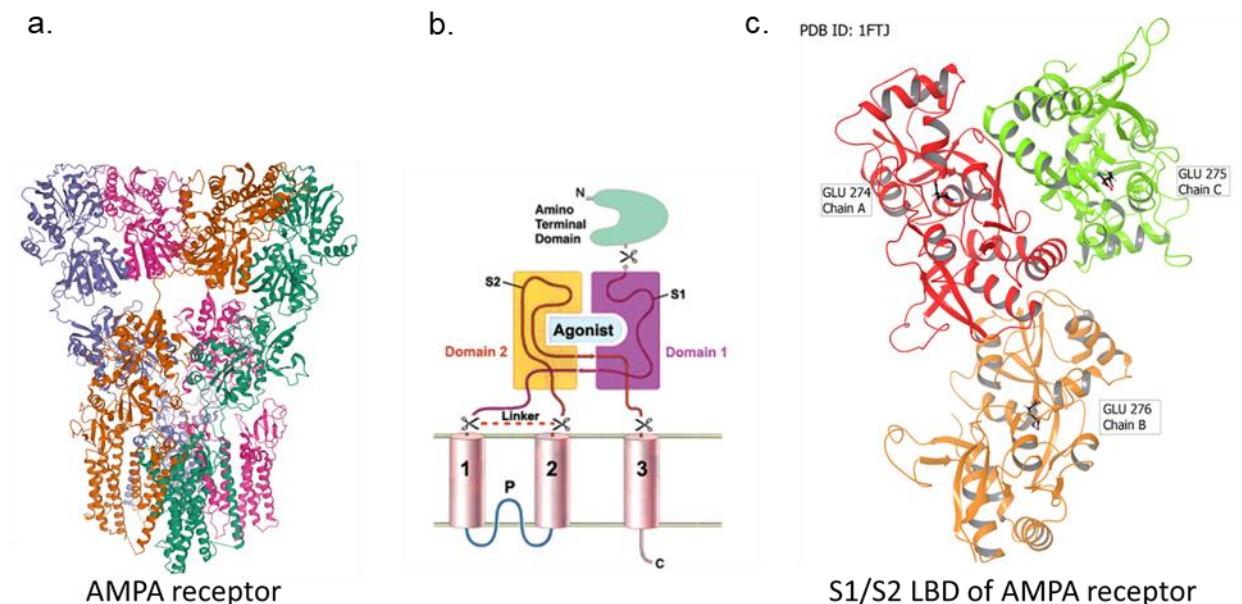 a.
b.
c.
PDB ID: 1FTJ
N
Amino
Terminal
Domain
S2
S1
Agonist
Domain 2
Domain 1
Linker
1
2
3
P
C
GLU 274
Chain A
GLU 275
Chain C
GLU 276
Chain B
AMPA receptor
S1/S2 LBD of AMPA receptor